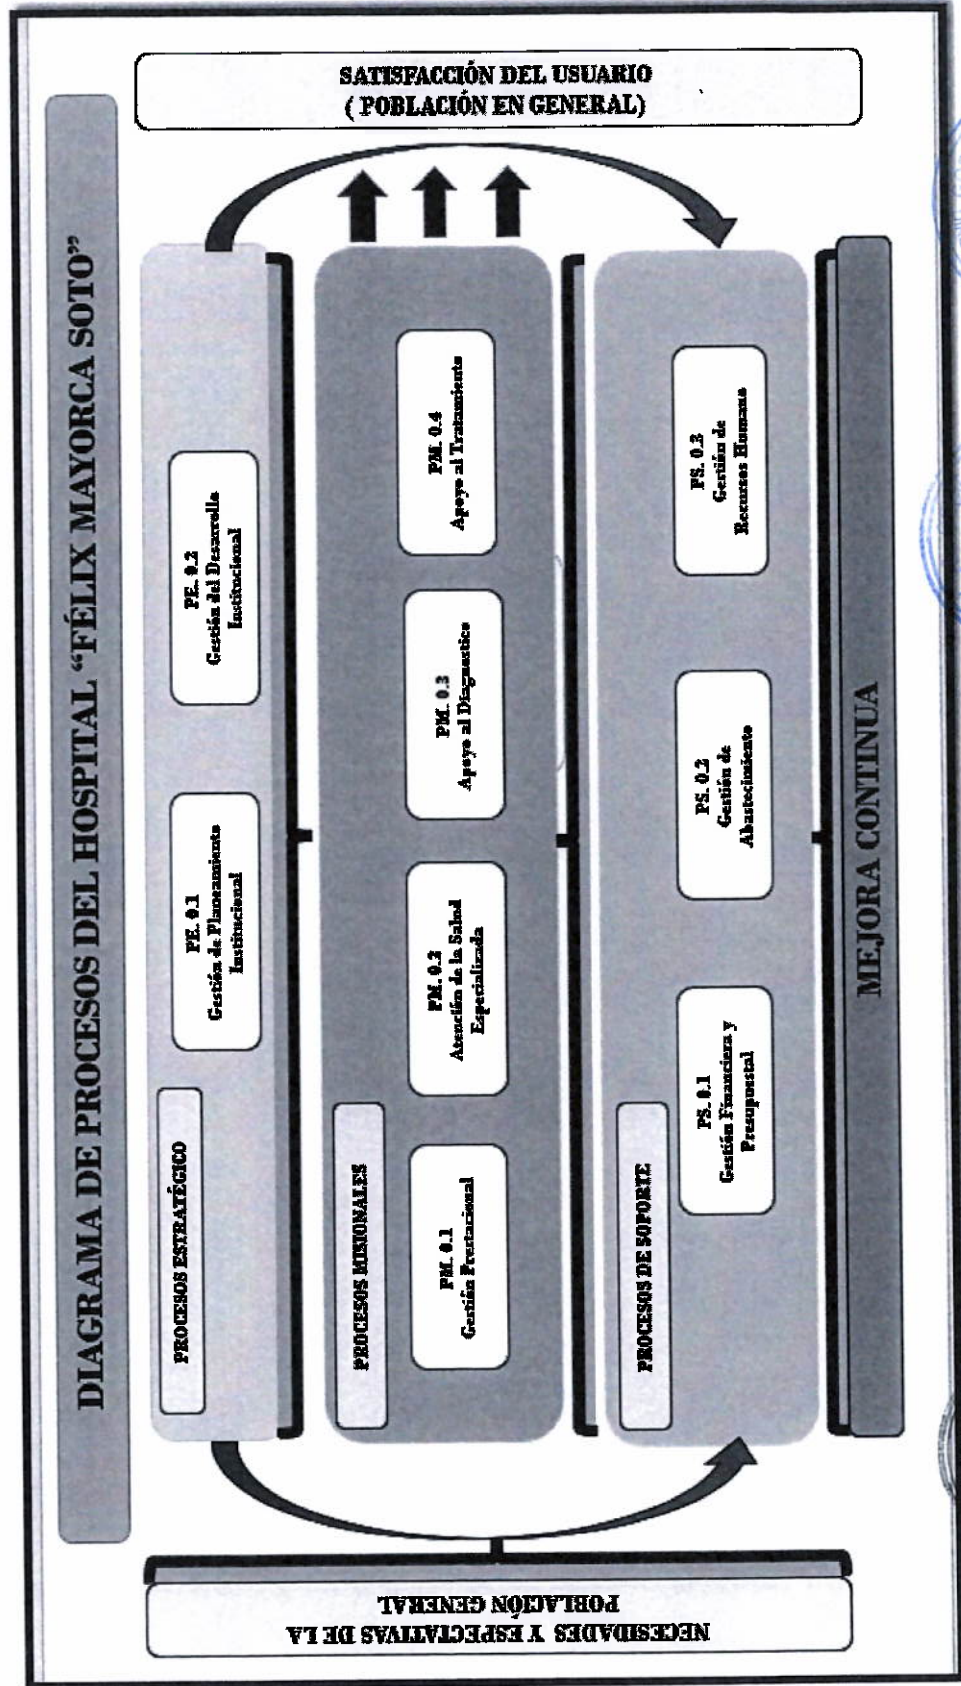 DIAGRAMA DE PROCESOS DEL HOSPITAL “FÉLIX MAYORCA SOTO”
NECESIDADES Y ESPECTATIVAS DE LA
POBLACIÓN GENERAL
PROCESOS ESTRATÉGICO
PE. 0.1
Gestión de Planeamiento
Institucional
PE. 0.2
Gestión del Desarrollo
Institucional
PROCESOS MISIONALES
PM. 0.1
Gestión Prestacional
PM. 0.2
Atención de la Salud
Especializada
PM. 0.3
Apoyo al Diagnostico
PM. 0.4
Apoyo al Tratamiento
PROCESOS DE SOPORTE
PS. 0.1
Gestión Financiera y
Presupuestal
PS. 0.2
Gestión de
Abastecimiento
PS. 0.3
Gestión de
Recursos Humano
MEJORA CONTINUA
SATISFACCIÓN DEL USUARIO
( POBLACIÓN EN GENERAL)